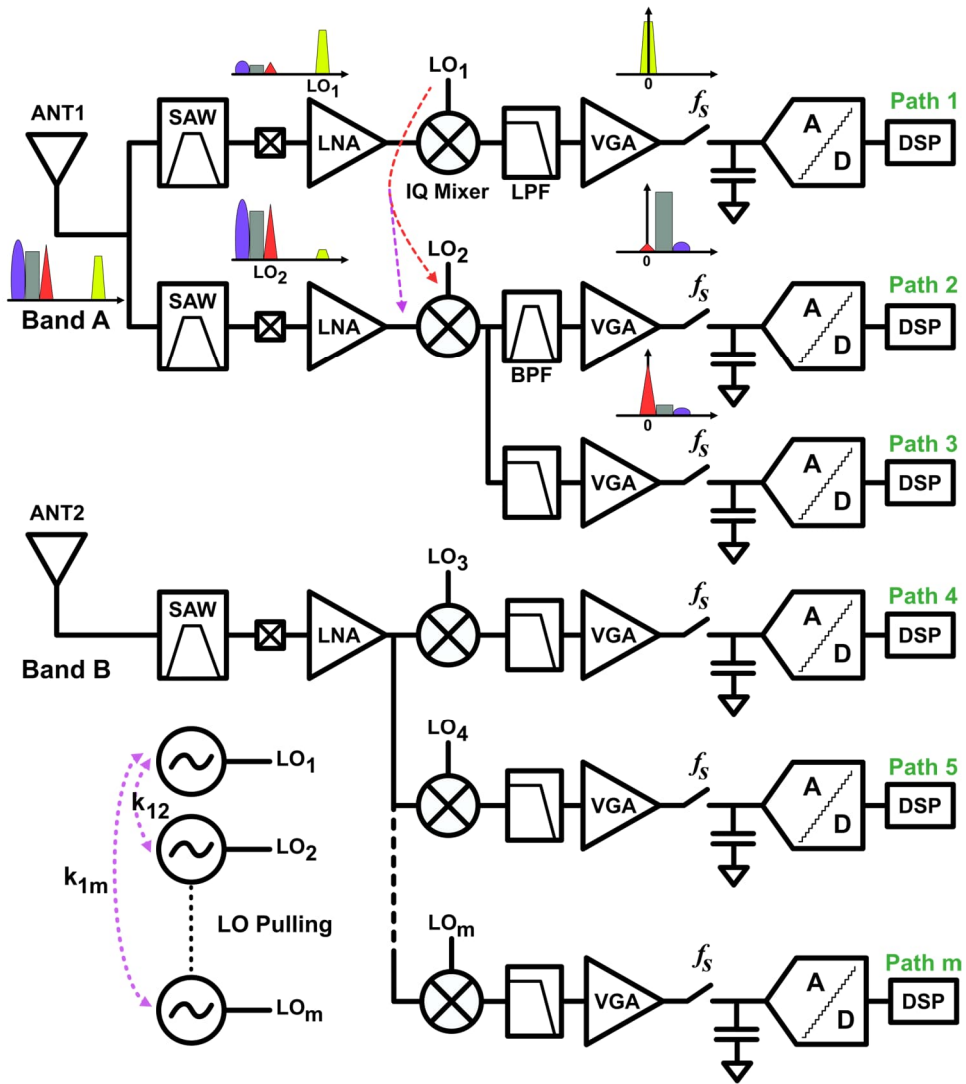 ANT1
SAW
LO1
LNA
LO1
IQ Mixer
LPF
0
VGA
fs
A
D
Path 1
DSP
Band A
SAW
LO2
LNA
LO2
BPF
0
VGA
fs
A
D
Path 2
DSP
0
VGA
fs
A
D
Path 3
DSP
ANT2
Band B
SAW
LNA
LO3
VGA
fs
A
D
Path 4
DSP
LO4
VGA
fs
A
D
Path 5
DSP
LOm
VGA
fs
A
D
Path m
DSP
LO1
k12
LO2
k1m
LO Pulling
LOm